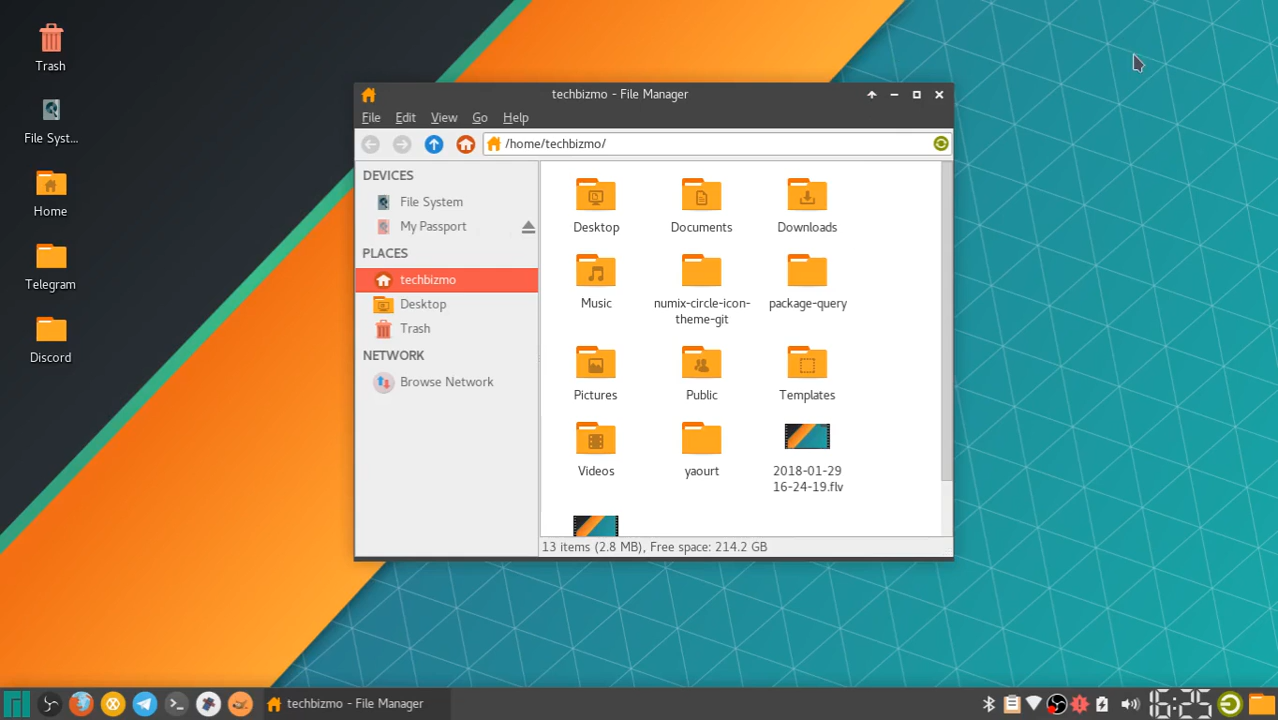 Trash
File Syst...
Home
Telegram
Discord
techbizmo - File Manager
File Edit View Go Help
/home/techbizmo/
DEVICES
File System
My Passport
PLACES
techbizmo
Desktop
Trash
NETWORK
Browse Network
Desktop Documents Downloads
Music numix-circle-icon- package-query
theme-git
Pictures Public Templates
Videos yaourt 2018-01-29
16-24-19.flv
13 items (2.8 MB), Free space: 214.2 GB
techbizmo - File Manager
16:25